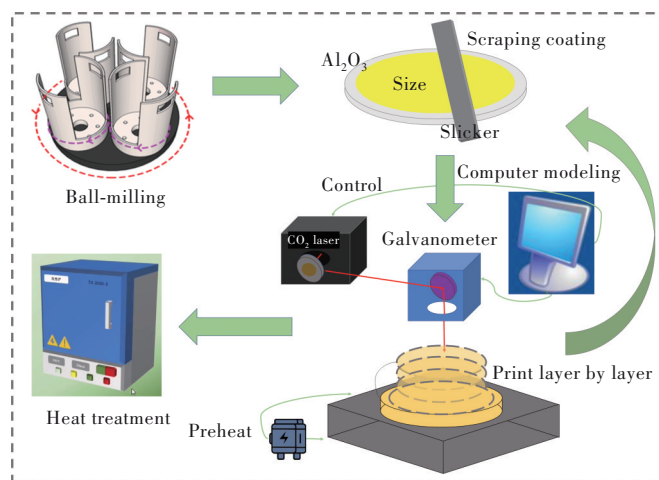 Scraping coating
Al₂O₃
Size
Slicker
Ball-milling
Computer modeling
Control
CO₂ laser
Galvanometer
Print layer by layer
Heat treatment
Preheat